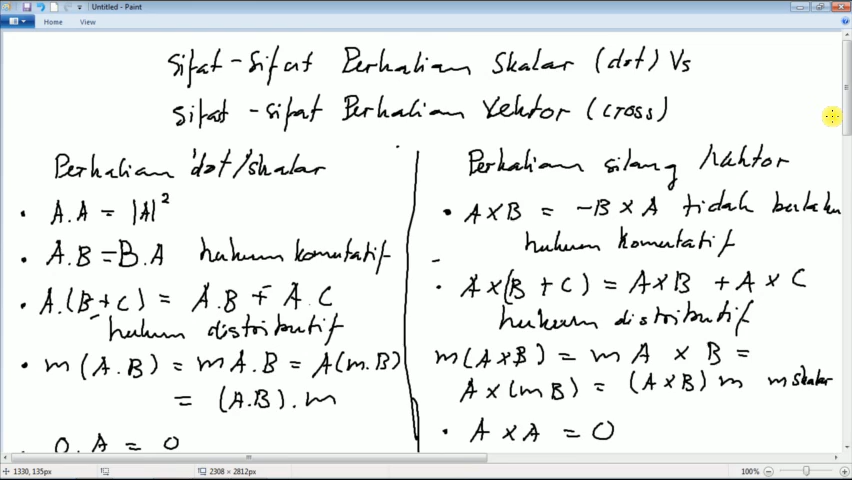 Untitled - Paint
Home View
Sifat-sifat Perkalian Skalar (dot) Vs
Sifat-sifat Perkalian Vektor (cross)
Perkalian dot/skalar
• A.A = |A|²
• A.B = B.A hukum komutatif
• A.(B+C) = A.B + A.C
hukum distributif
• m(A.B) = mA.B = A(m.B)
= (A.B).m
0.A = 0
Perkalian silang /vektor
• A×B = -B×A tidak berlaku
hukum komutatif
• A×(B+C) = A×B + A×C
hukum distributif
m(A×B) = mA × B =
A×(mB) = (A×B)m m skalar
• A×A = 0
1330, 135px
2308 × 2812px
100%